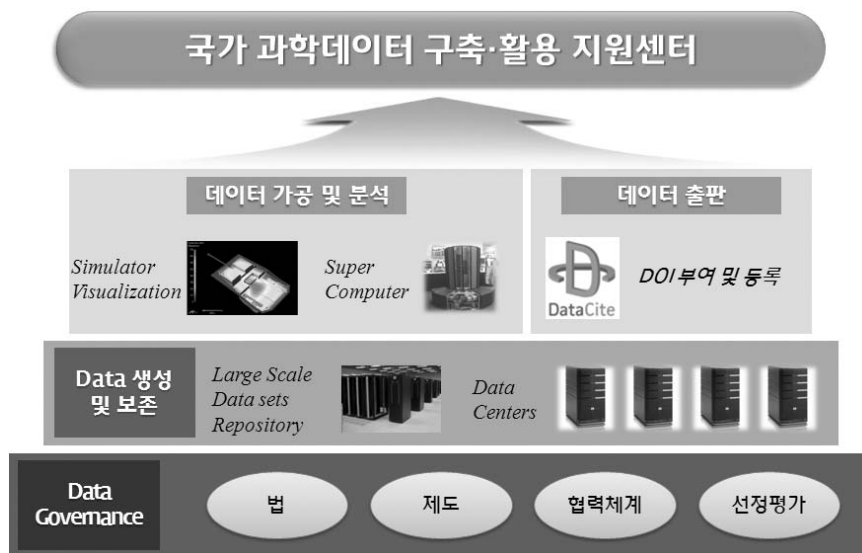 국가 과학데이터 구축·활용 지원센터
데이터 가공 및 분석
Simulator
Visualization
Super
Computer
데이터 출판
DataCite
DOI 부여 및 등록
Data 생성
및 보존
Large Scale
Data sets
Repository
Data
Centers
Data
Governance
법
제도
협력체계
선정평가